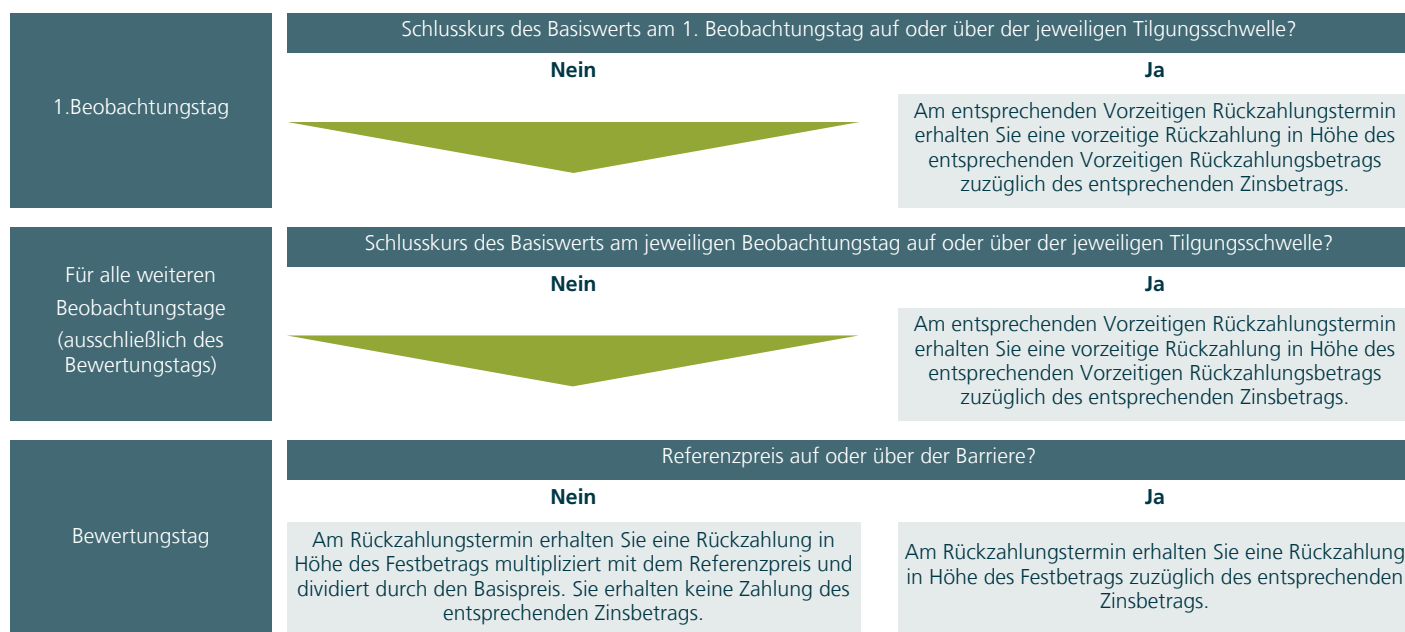 Schlusskurs des Basiswerts am 1. Beobachtungstag auf oder über der jeweiligen Tilgungsschwelle?
1.Beobachtungstag
Nein
Ja
Am entsprechenden Vorzeitigen Rückzahlungstermin
erhalten Sie eine vorzeitige Rückzahlung in Höhe des
entsprechenden Vorzeitigen Rückzahlungsbetrags
zuzüglich des entsprechenden Zinsbetrags.
Schlusskurs des Basiswerts am jeweiligen Beobachtungstag auf oder über der jeweiligen Tilgungsschwelle?
Für alle weiteren
Beobachtungstage
(ausschließlich des
Bewertungstags)
Nein
Ja
Am entsprechenden Vorzeitigen Rückzahlungstermin
erhalten Sie eine vorzeitige Rückzahlung in Höhe des
entsprechenden Vorzeitigen Rückzahlungsbetrags
zuzüglich des entsprechenden Zinsbetrags.
Referenzpreis auf oder über der Barriere?
Bewertungstag
Nein
Am Rückzahlungstermin erhalten Sie eine Rückzahlung in
Höhe des Festbetrags multipliziert mit dem Referenzpreis und
dividiert durch den Basispreis. Sie erhalten keine Zahlung des
entsprechenden Zinsbetrags.
Ja
Am Rückzahlungstermin erhalten Sie eine Rückzahlung
in Höhe des Festbetrags zuzüglich des entsprechenden
Zinsbetrags.